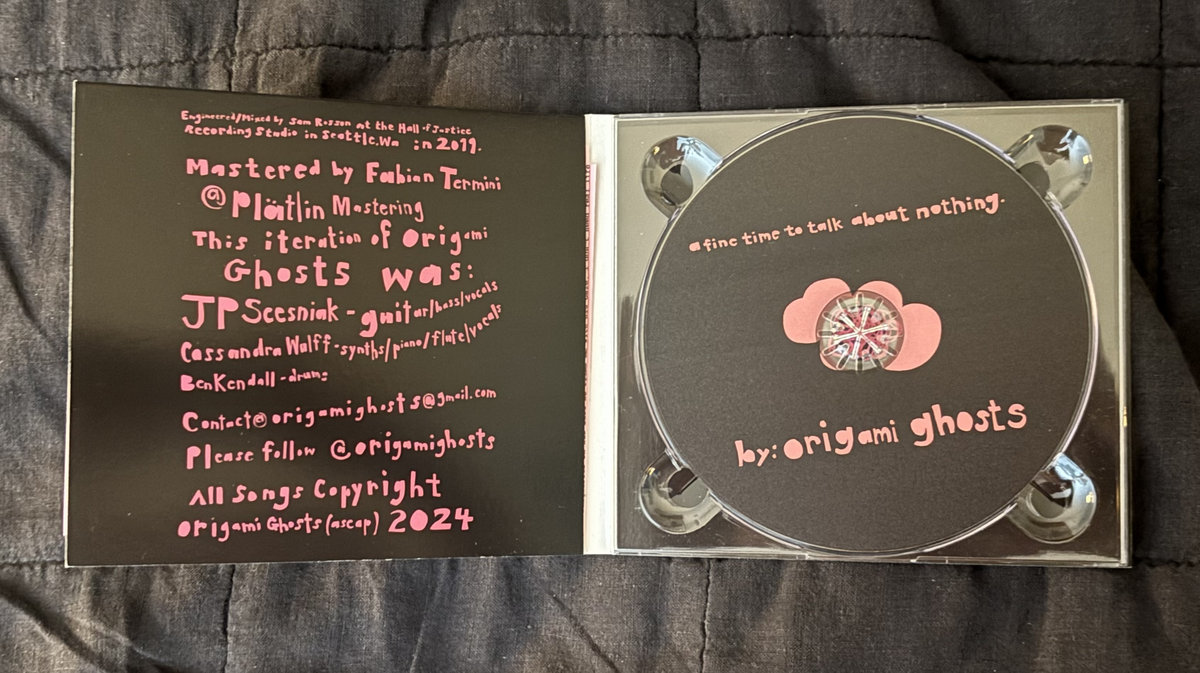 Engineered/Mixed by Sam Rosson at the Hall of Justice
Recording Studio in Seattle,Wa in 2019.
Mastered by Fabian Termini
@ Plätlin Mastering
This iteration of Origami
Ghosts was:
JP Scesniak - guitar/bass/vocals
Cassandra Wulff - synths/piano/flute/vocals
Ben Kendall - drums
Contact @ origamighosts@gmail.com
Please follow @origamighosts
All Songs Copyright
Origami Ghosts (ascap) 2024
a fine time to talk about nothing.
by: origami ghosts